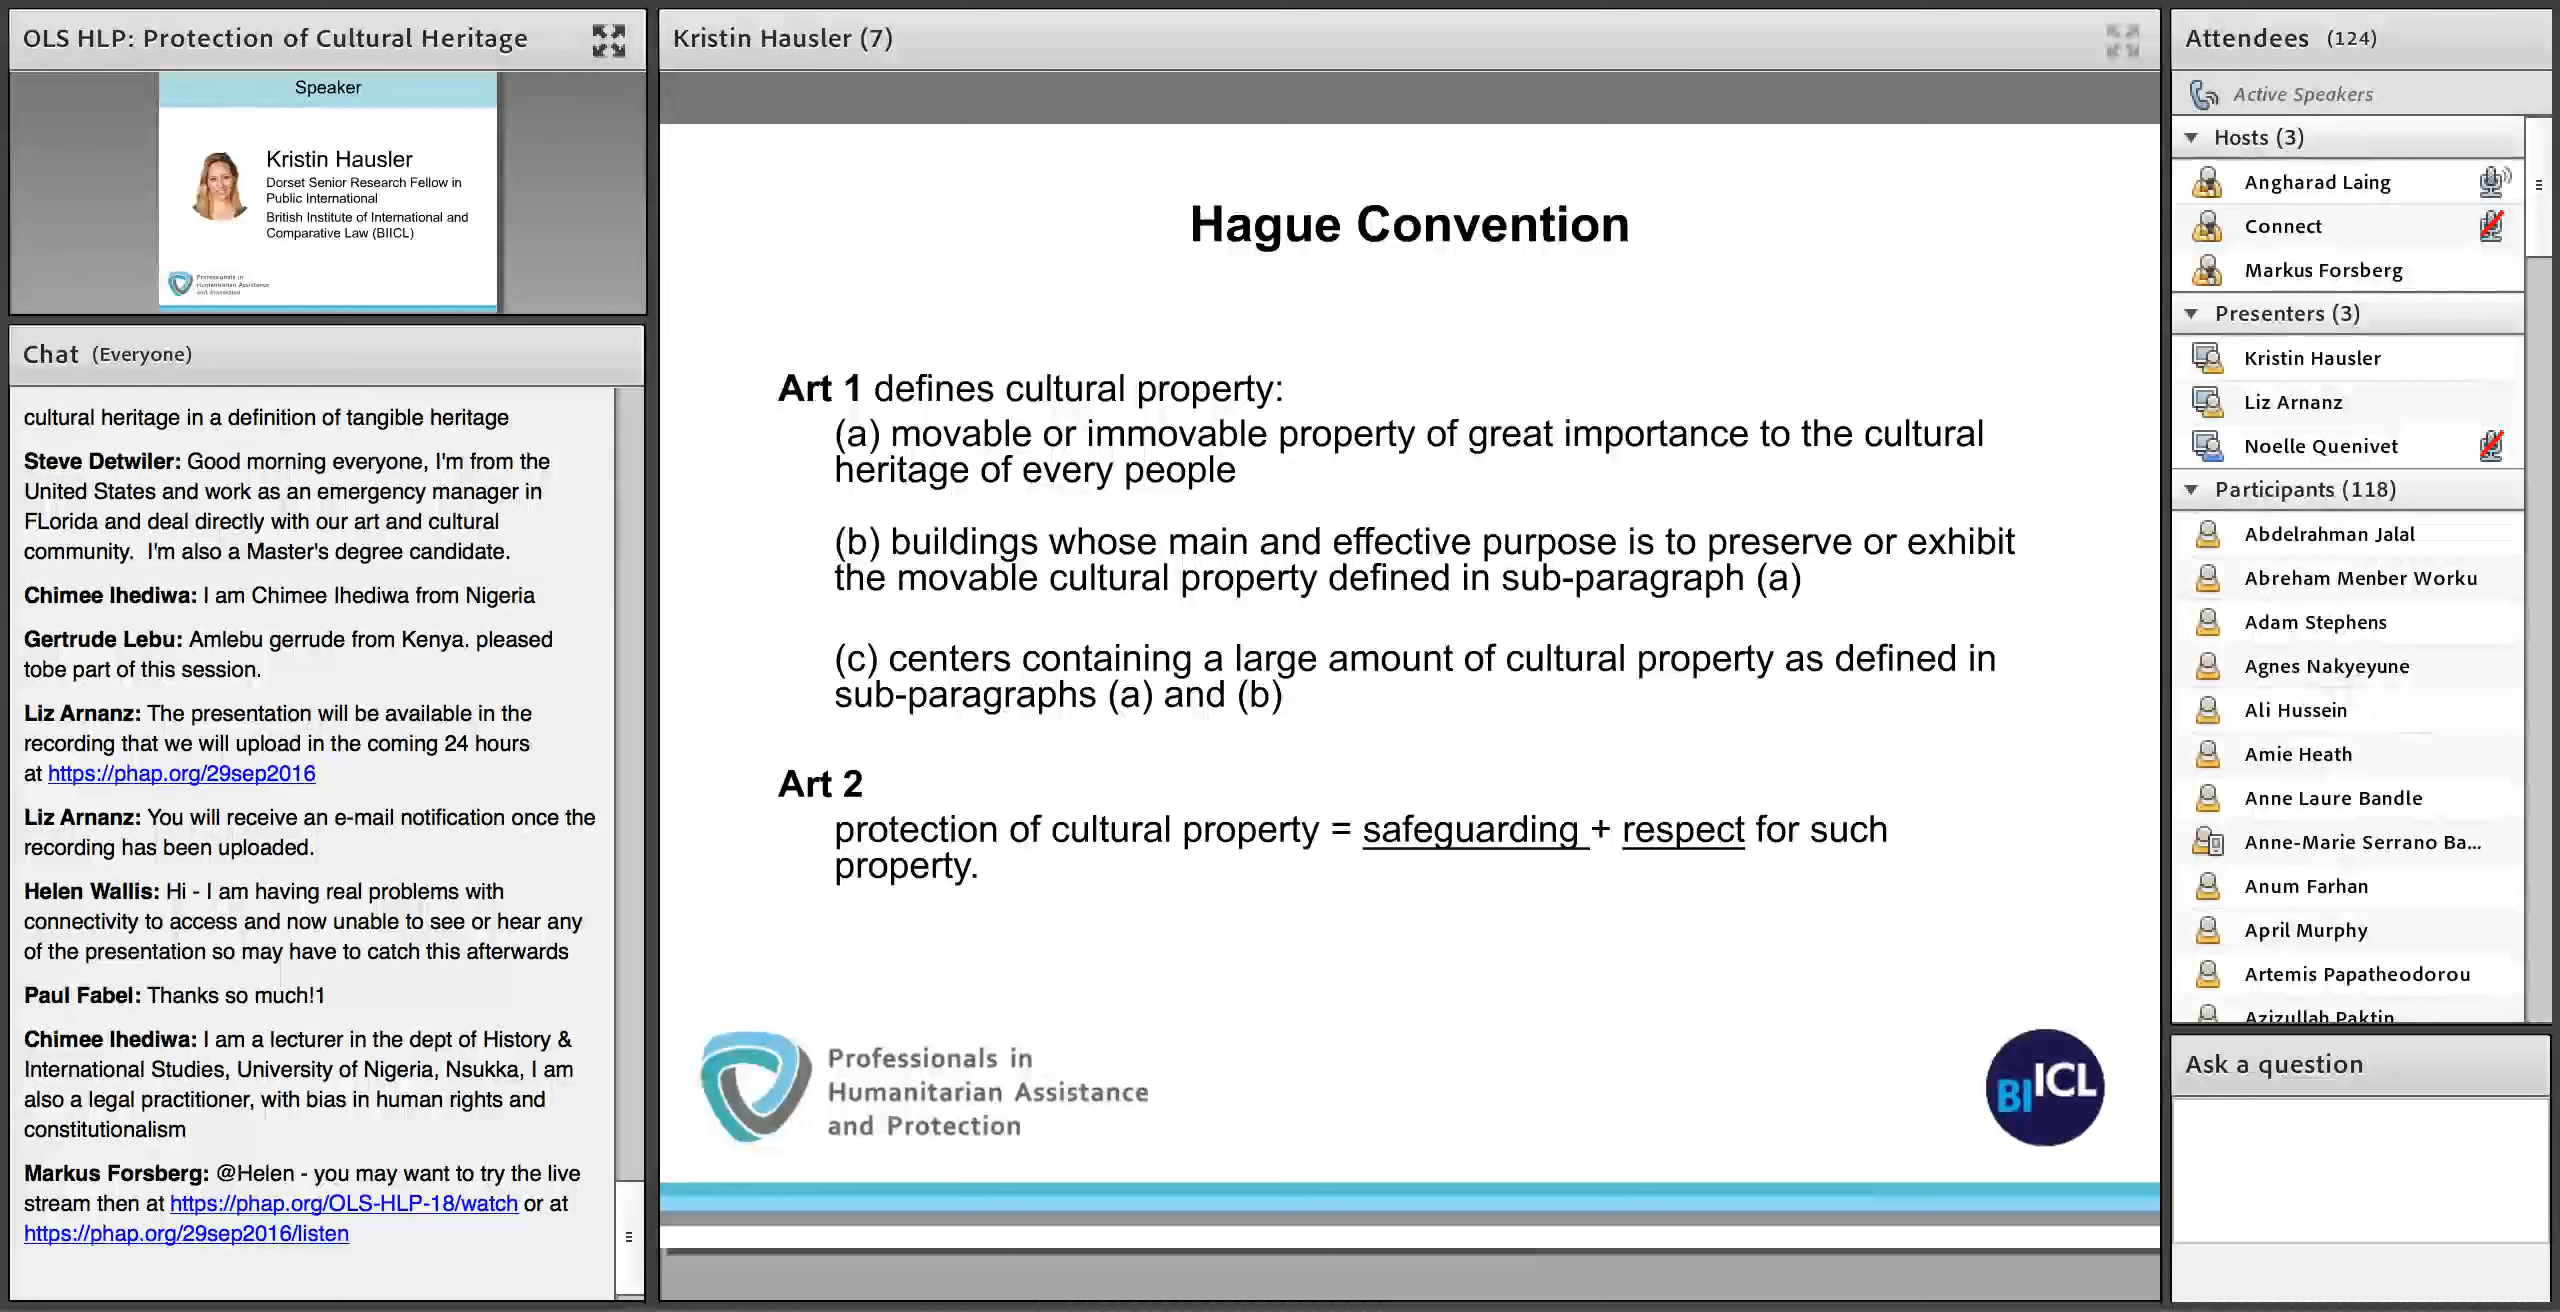 OLS HLP: Protection of Cultural Heritage
Speaker
Kristin Hausler
Dorset Senior Research Fellow in
Public International
British Institute of International and
Comparative Law (BIICL)
Professionals in
Humanitarian Assistance
and Protection
Chat (Everyone)
cultural heritage in a definition of tangible heritage
Steve Detwiler: Good morning everyone, I'm from the
United States and work as an emergency manager in
FLorida and deal directly with our art and cultural
community. I'm also a Master's degree candidate.
Chimee Ihediwa: I am Chimee Ihediwa from Nigeria
Gertrude Lebu: Amlebu gerrude from Kenya. pleased
tobe part of this session.
Liz Arnanz: The presentation will be available in the
recording that we will upload in the coming 24 hours
at https://phap.org/29sep2016
Liz Arnanz: You will receive an e-mail notification once the
recording has been uploaded.
Helen Wallis: Hi - I am having real problems with
connectivity to access and now unable to see or hear any
of the presentation so may have to catch this afterwards
Paul Fabel: Thanks so much!1
Chimee Ihediwa: I am a lecturer in the dept of History &
International Studies, University of Nigeria, Nsukka, I am
also a legal practitioner, with bias in human rights and
constitutionalism
Markus Forsberg: @Helen - you may want to try the live
stream then at https://phap.org/OLS-HLP-18/watch or at
https://phap.org/29sep2016/listen
Kristin Hausler (7)
Hague Convention
Art 1 defines cultural property:
(a) movable or immovable property of great importance to the cultural
heritage of every people
(b) buildings whose main and effective purpose is to preserve or exhibit
the movable cultural property defined in sub-paragraph (a)
(c) centers containing a large amount of cultural property as defined in
sub-paragraphs (a) and (b)
Art 2
protection of cultural property = safeguarding + respect for such
property.
Professionals in
Humanitarian Assistance
and Protection
BIICL
Attendees (124)
Active Speakers
Hosts (3)
Angharad Laing
Connect
Markus Forsberg
Presenters (3)
Kristin Hausler
Liz Arnanz
Noelle Quenivet
Participants (118)
Abdelrahman Jalal
Abreham Menber Worku
Adam Stephens
Agnes Nakyeyune
Ali Hussein
Amie Heath
Anne Laure Bandle
Anne-Marie Serrano Ba...
Anum Farhan
April Murphy
Artemis Papatheodorou
Azizullah Paktin
Ask a question